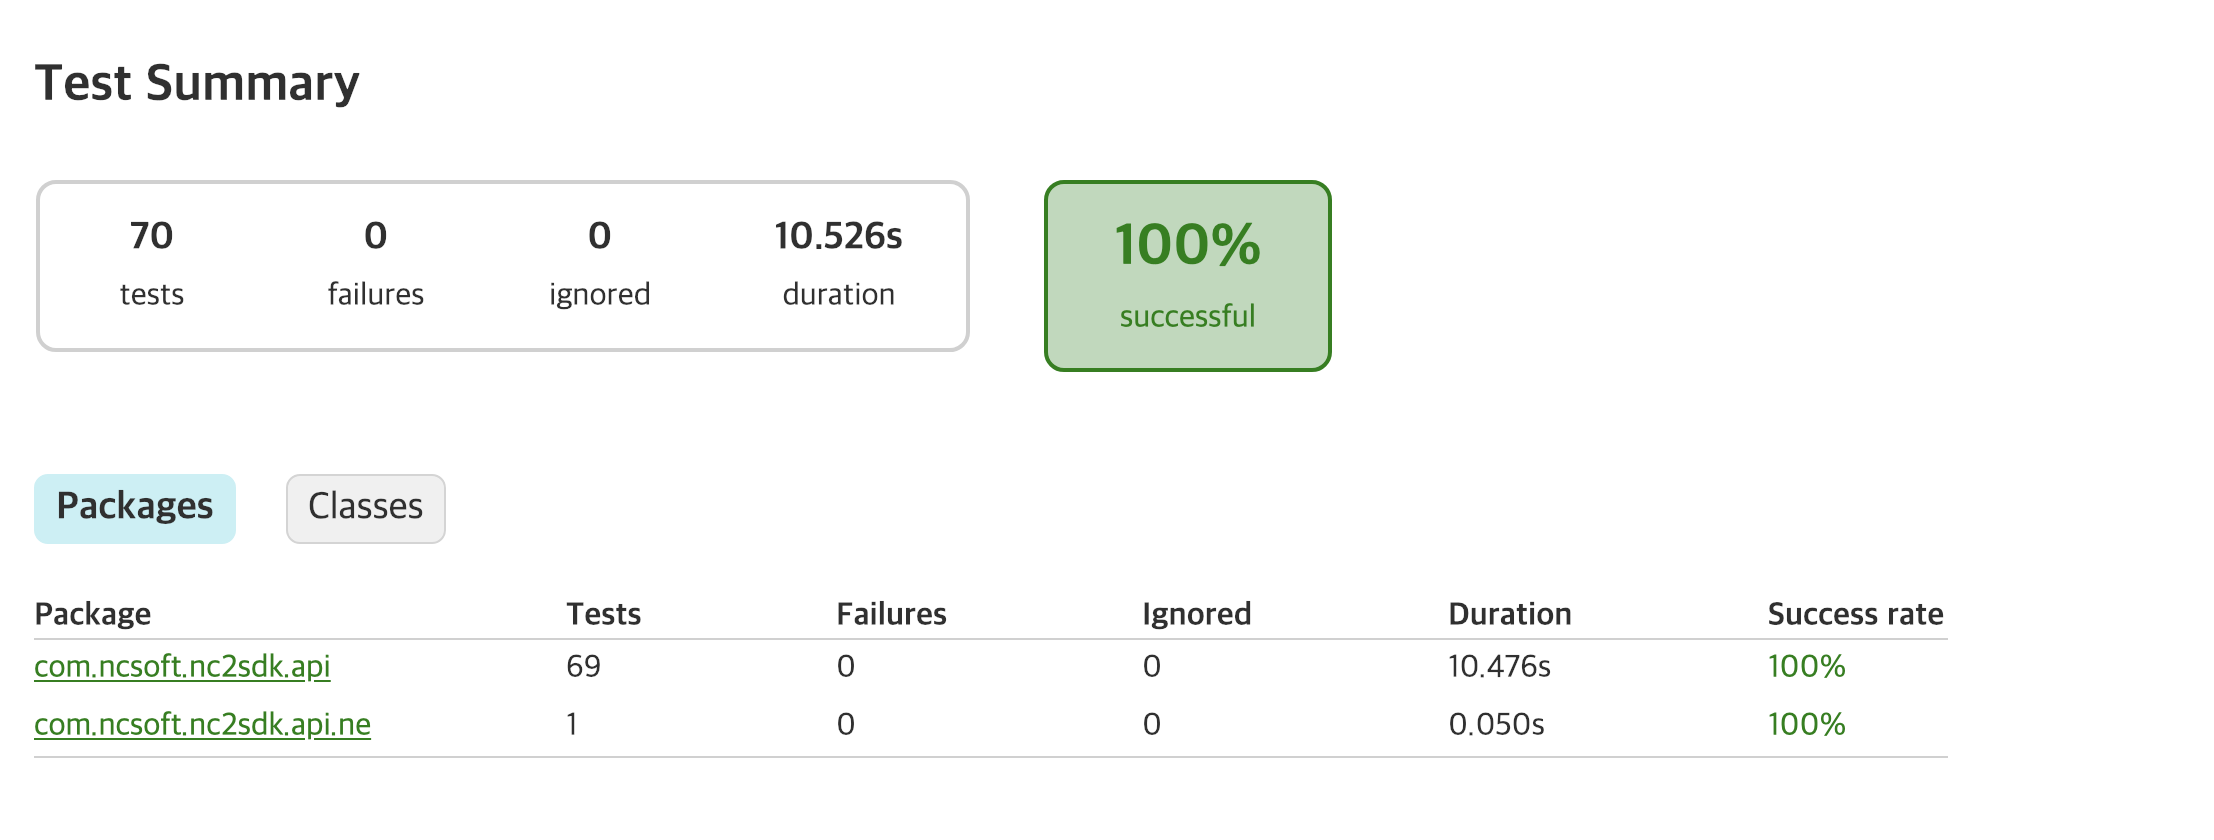 Test Summary
70 0 0 10.526s
tests failures ignored duration
100%
successful
Packages Classes
Package Tests Failures Ignored Duration Success rate
com.ncsoft.nc2sdk.api 69 0 0 10.476s 100%
com.ncsoft.nc2sdk.api.ne 1 0 0 0.050s 100%